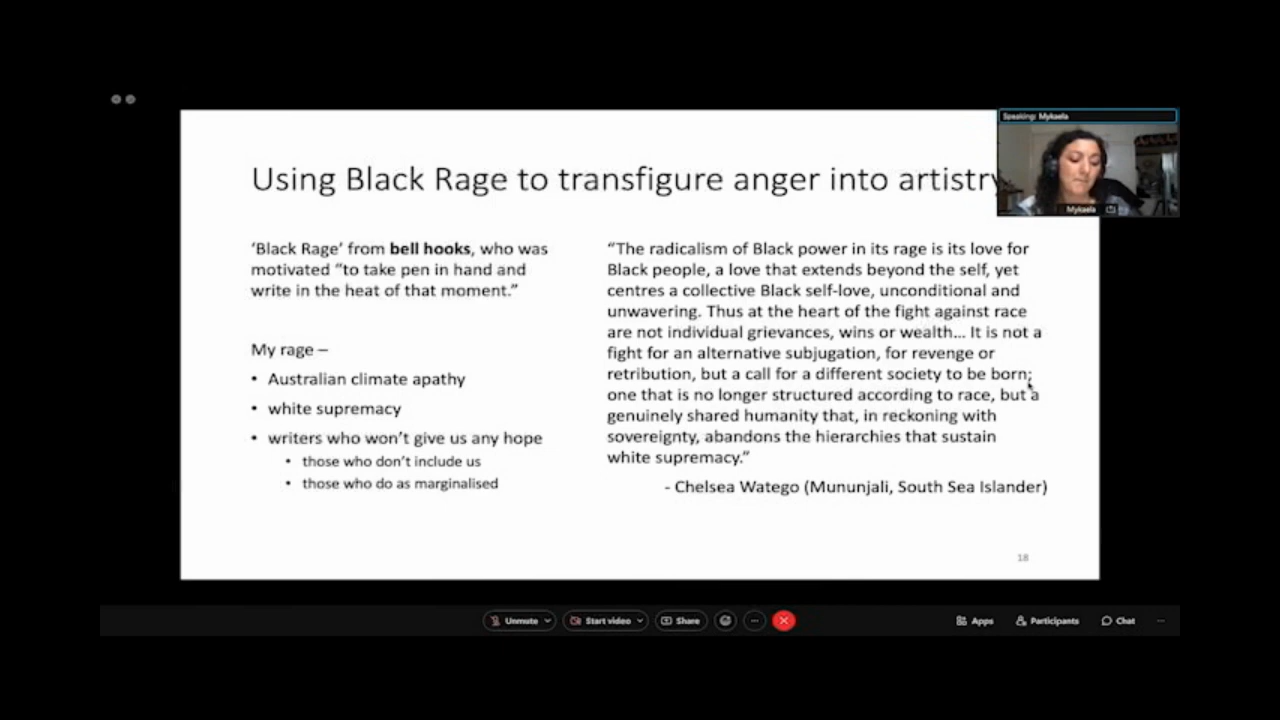 Speaking: Mykaela
Using Black Rage to transfigure anger into artistry
Mykaela
‘Black Rage’ from bell hooks, who was
motivated “to take pen in hand and
write in the heat of that moment.”
My rage –
• Australian climate apathy
• white supremacy
• writers who won’t give us any hope
• those who don’t include us
• those who do as marginalised
“The radicalism of Black power in its rage is its love for
Black people, a love that extends beyond the self, yet
centres a collective Black self-love, unconditional and
unwavering. Thus at the heart of the fight against race
are not individual grievances, wins or wealth... It is not a
fight for an alternative subjugation, for revenge or
retribution, but a call for a different society to be born;
one that is no longer structured according to race, but a
genuinely shared humanity that, in reckoning with
sovereignty, abandons the hierarchies that sustain
white supremacy.”
- Chelsea Watego (Mununjali, South Sea Islander)
18
Unmute
Start video
Share
Apps
Participants
Chat